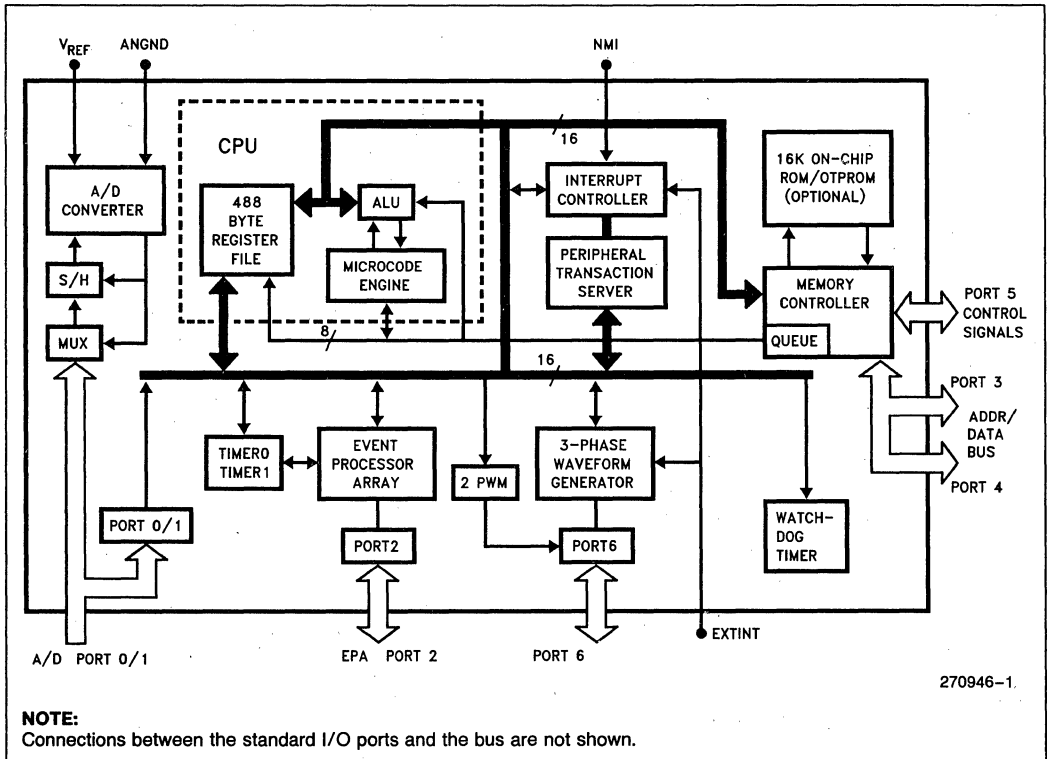 V_REF
ANGND
NMI
CPU
16
A/D
CONVERTER
488
BYTE
REGISTER
FILE
ALU
INTERRUPT
CONTROLLER
16K ON-CHIP
ROM/OTPROM
(OPTIONAL)
S/H
MICROCODE
ENGINE
PERIPHERAL
TRANSACTION
SERVER
MEMORY
CONTROLLER
QUEUE
PORT 5
CONTROL
SIGNALS
MUX
8
16
PORT 3
ADDR/
DATA
BUS
PORT 4
TIMER0
TIMER1
EVENT
PROCESSOR
ARRAY
2 PWM
3-PHASE
WAVEFORM
GENERATOR
PORT 0/1
PORT2
PORT6
WATCH-
DOG
TIMER
EXTINT
A/D PORT 0/1
EPA PORT 2
PORT 6
270946-1
NOTE:
Connections between the standard I/O ports and the bus are not shown.